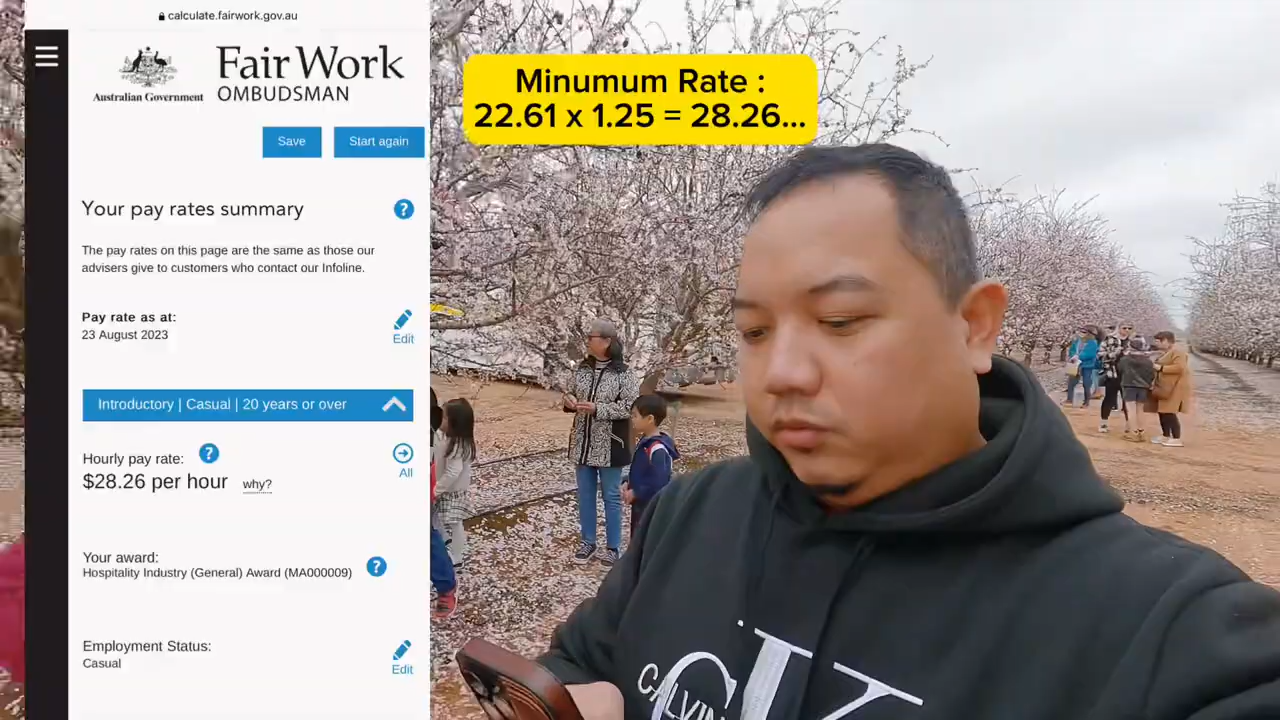 calculate.fairwork.gov.au
Australian Government
Fair Work
OMBUDSMAN
Save
Start again
Your pay rates summary
?
The pay rates on this page are the same as those our
advisers give to customers who contact our Infoline.
Pay rate as at:
23 August 2023
Edit
Introductory | Casual | 20 years or over
Hourly pay rate:
?
$28.26 per hour
why?
All
Your award:
Hospitality Industry (General) Award (MA000009)
?
Employment Status:
Casual
Edit
Minumum Rate :
22.61 x 1.25 = 28.26...
CK
CALVIN